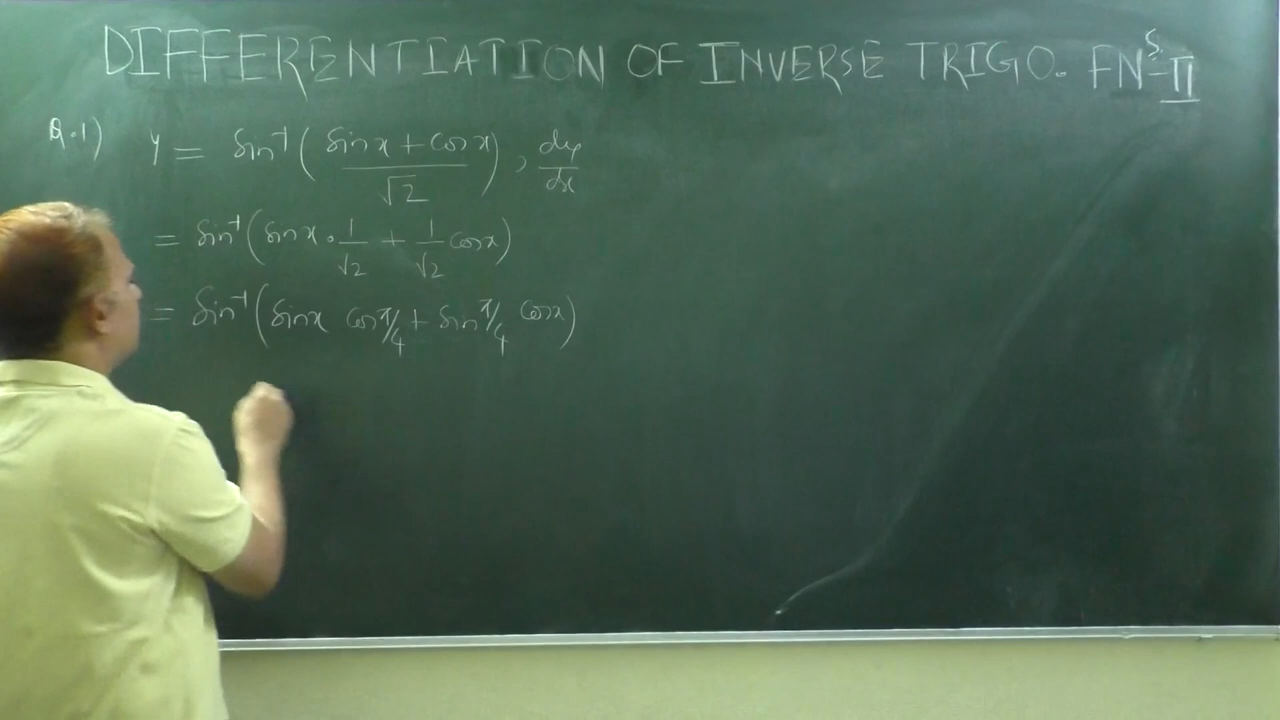 DIFFERENTIATION OF INVERSE TRIGO. FNˢ-II
Q.1) y = sin⁻¹((sin x + cos x)/√2), dy/dx
= sin⁻¹(sin x · 1/√2 + 1/√2 cos x)
= sin⁻¹(sin x cos π/4 + sin π/4 cos x)